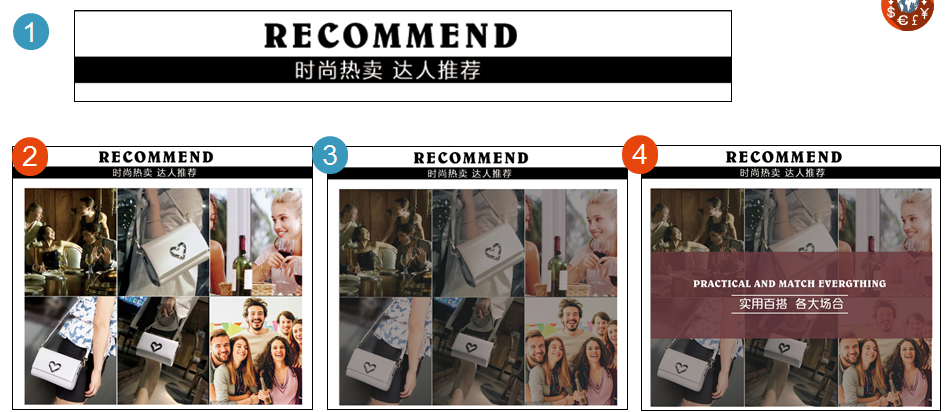 1
RECOMMEND
时尚热卖 达人推荐
$ € £ ¥
2
RECOMMEND
时尚热卖 达人推荐
3
RECOMMEND
时尚热卖 达人推荐
4
RECOMMEND
时尚热卖 达人推荐
PRACTICAL AND MATCH EVERGTHING
实用百搭 各大场合